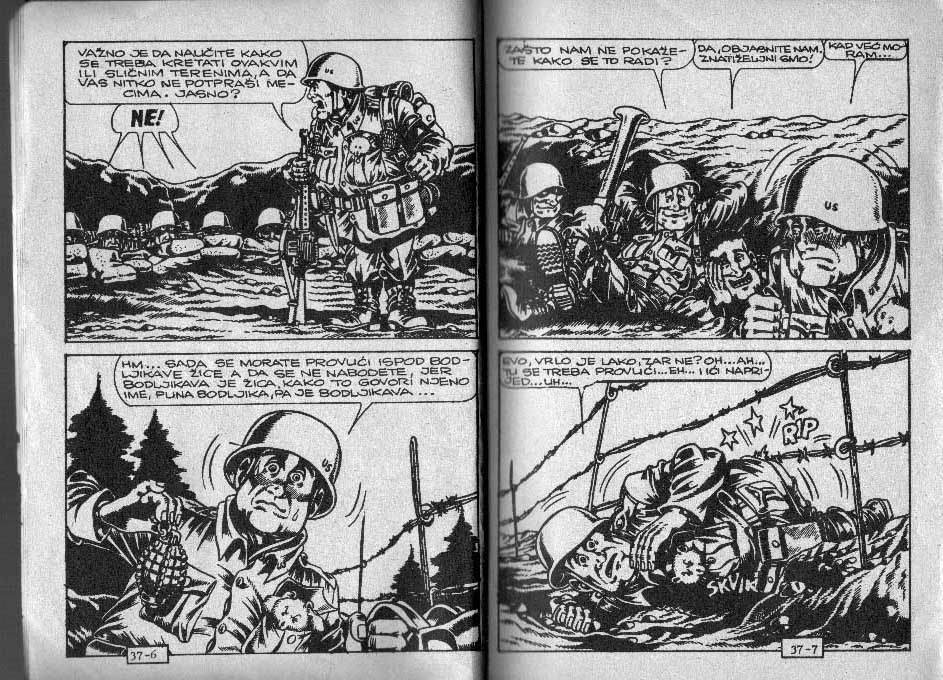 VAŽNO JE DA NAUČITE KAKO
SE TREBA KRETATI OVAKVIM
ILI SLIČNIM TERENIMA, A DA
VAS NITKO NE POTPRAŠI ME-
CIMA. JASNO?
NE!
US
HM... SADA SE MORATE PROVUĆI ISPOD BOD-
LJIKAVE ŽICE A DA SE NE NABODETE, JER
BODLJIKAVA JE ŽICA, KAKO TO GOVORI NJENO
IME, PUNA BODLJIKA, PA JE BODLJIKAVA ...
US
37-6
ZAŠTO NAM NE POKAŽE-
TE KAKO SE TO RADI?
DA, OBJASNITE NAM.
ZNATIŽELJNI SMO!
KAD VEĆ MO-
RAM...
US
EVO, VRLO JE LAKO, ZAR NE? OH...AH...
TU SE TREBA PROVUĆI...EH... I IĆI NAPRI-
JED...UH...
RIP
37-7